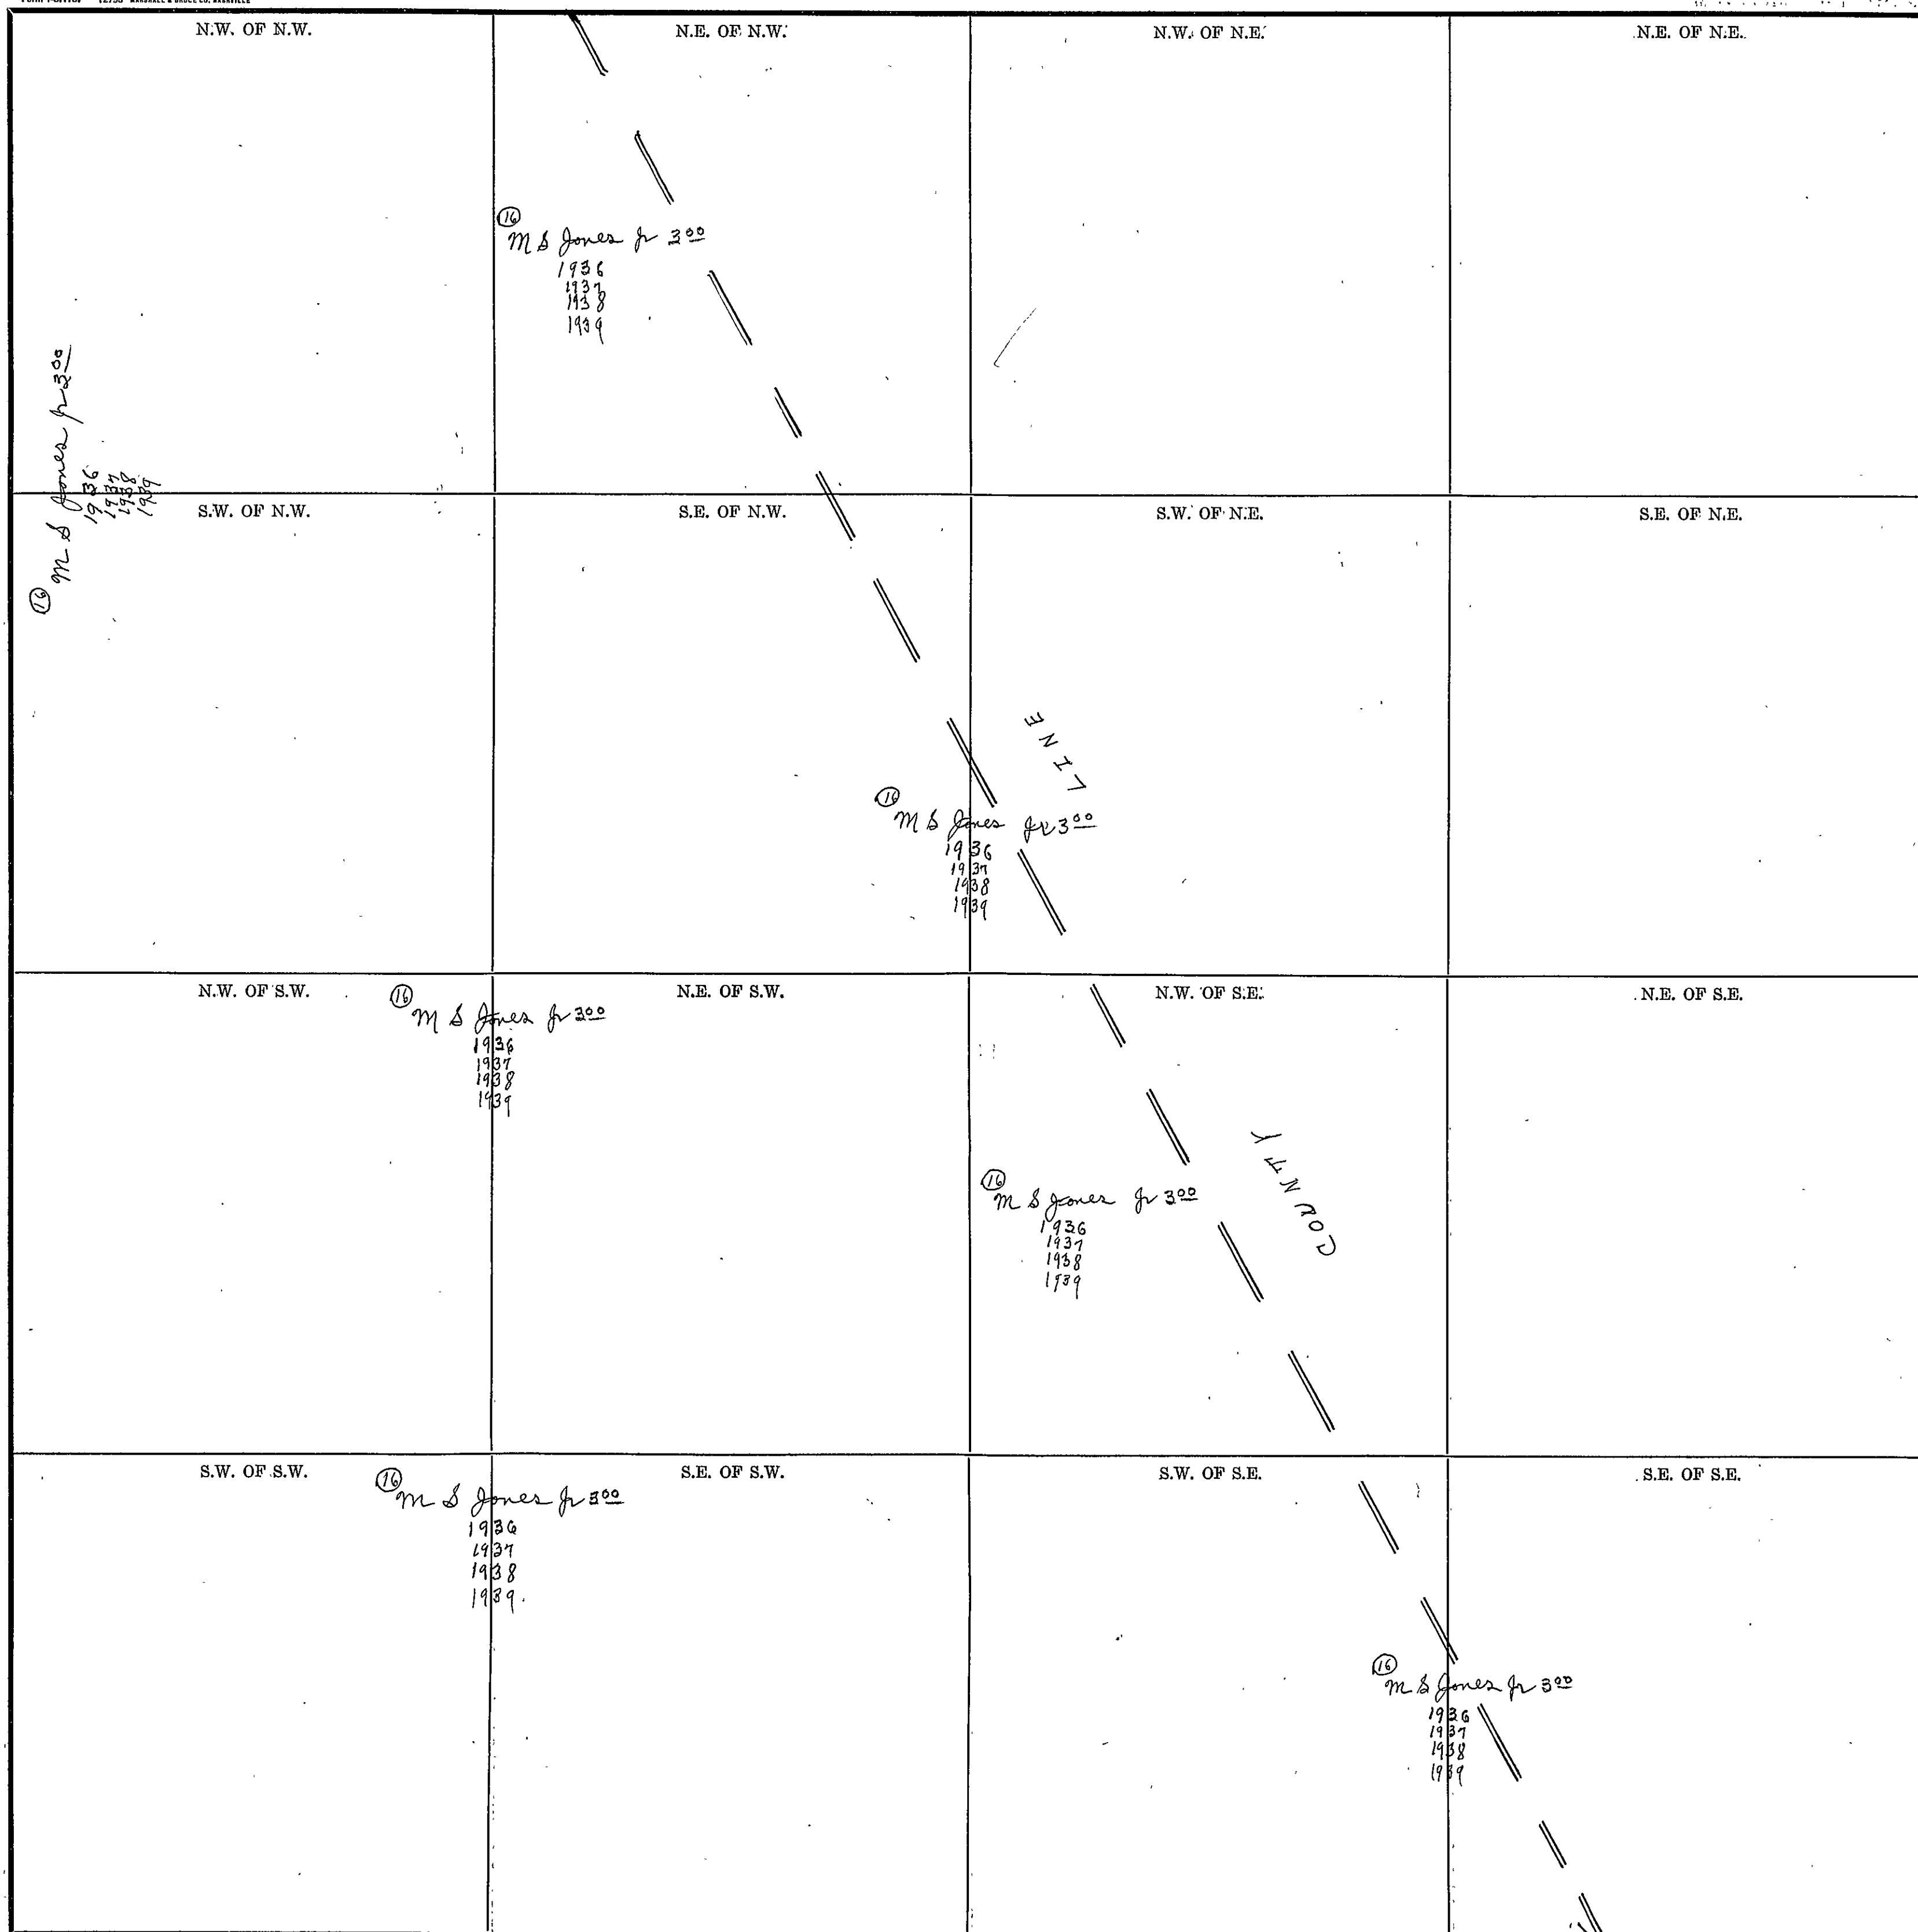 MARSHALL & BRUCE CO., NASHVILLE
N.W. OF N.W.
N.E. OF N.W.
N.W. OF N.E.
N.E. OF N.E.
16
M S Jones Jr 3 00
1936
1937
1938
1939
16
M S Jones Jr 3 00
1936
1937
1938
1939
S.W. OF N.W.
S.E. OF N.W.
S.W. OF N.E.
S.E. OF N.E.
LINE
16
M S Jones Jr 3 00
1936
1937
1938
1939
N.W. OF S.W.
N.E. OF S.W.
N.W. OF S.E.
N.E. OF S.E.
16
M S Jones Jr 3 00
1936
1937
1938
1939
COUNTY
16
M S Jones Jr 3 00
1936
1937
1938
1939
S.W. OF S.W.
S.E. OF S.W.
S.W. OF S.E.
S.E. OF S.E.
16
M S Jones Jr 3 00
1936
1937
1938
1939
16
M S Jones Jr 3 00
1936
1937
1938
1939